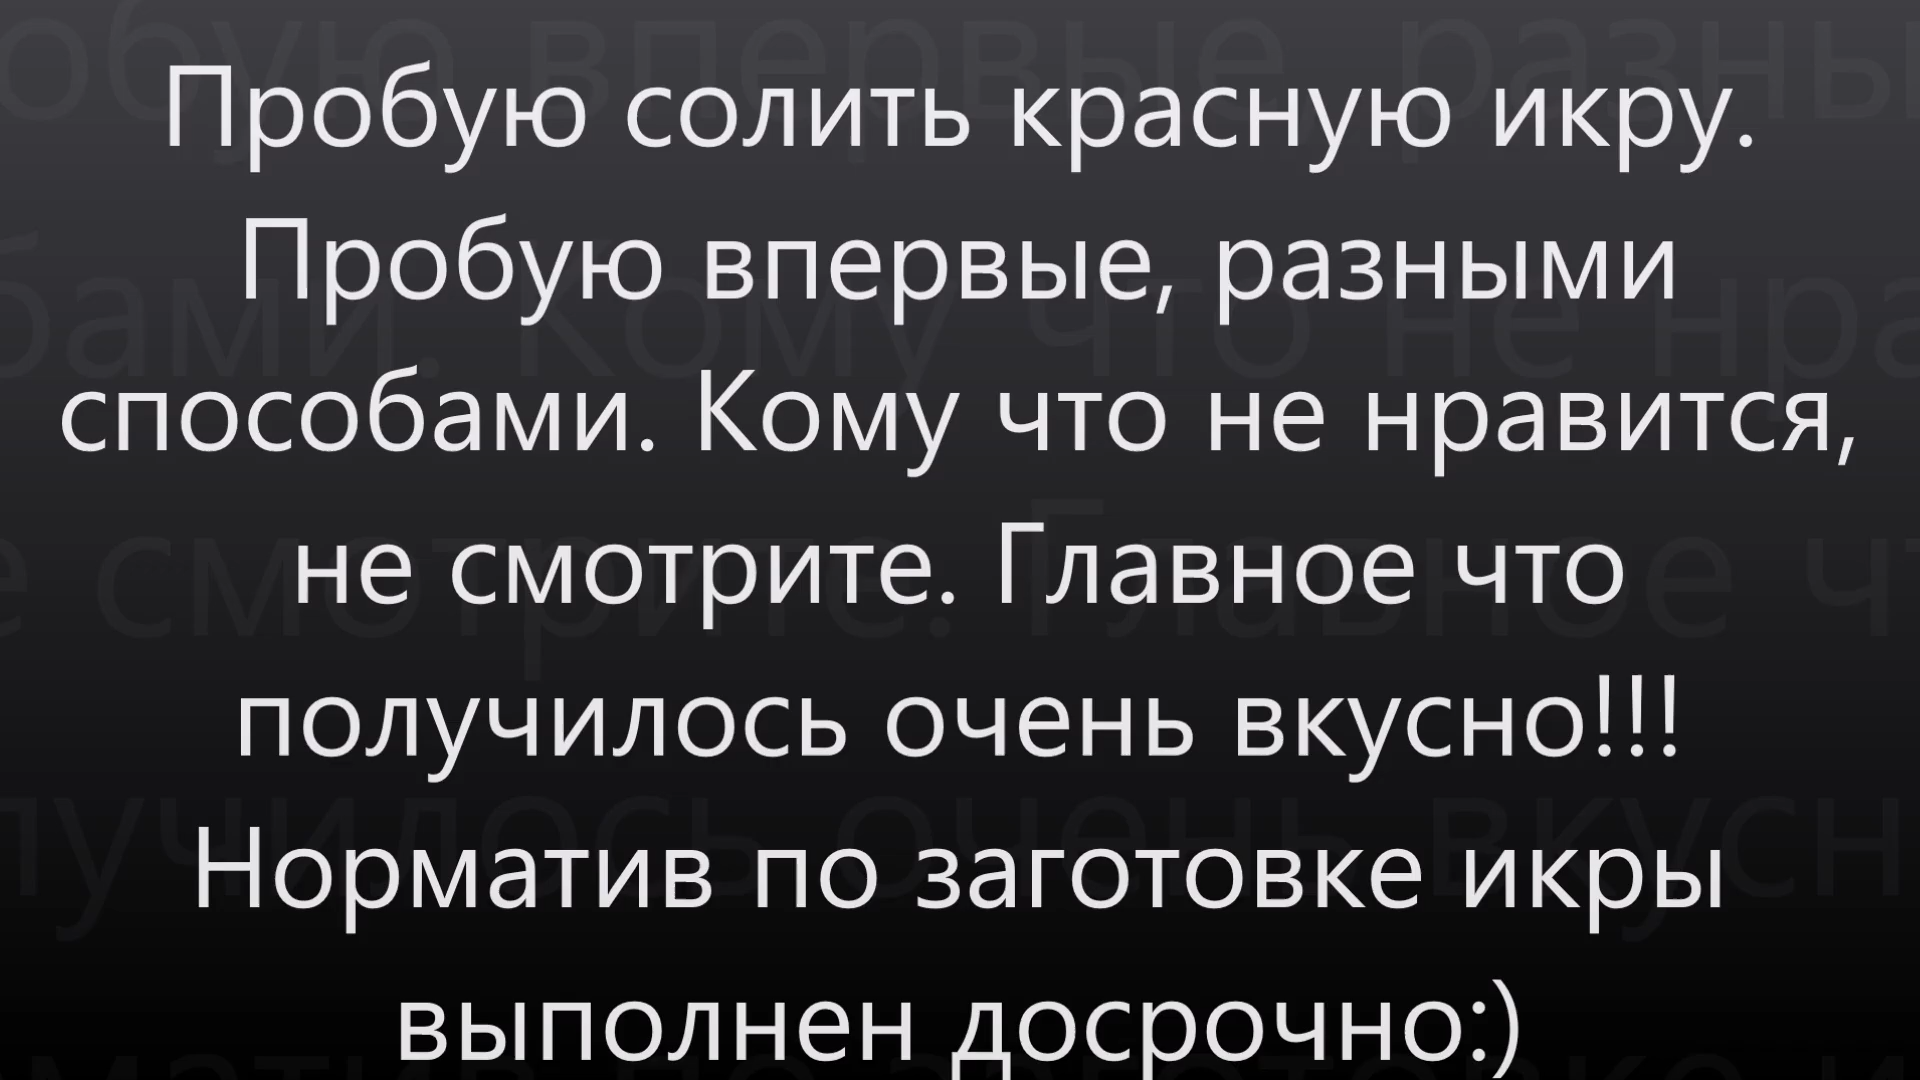 Пробую солить красную икру.
Пробую впервые, разными
способами. Кому что не нравится,
не смотрите. Главное что
получилось очень вкусно!!!
Норматив по заготовке икры
выполнен досрочно:)